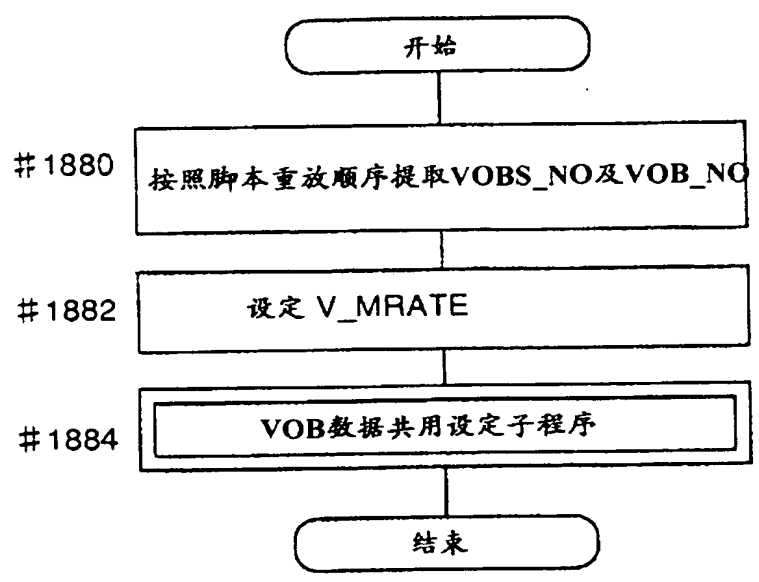 开始
#1880
按照脚本重放顺序提取VOBS_NO及VOB_NO
#1882
设定 V_MRATE
#1884
VOB数据共用设定子程序
结束